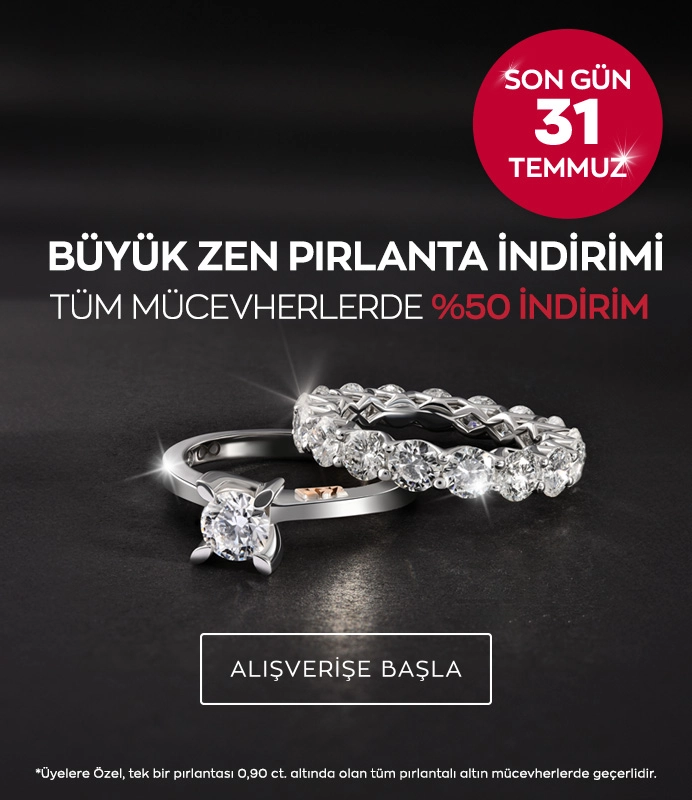 SON GÜN
31
TEMMUZ
BÜYÜK ZEN PIRLANTA İNDİRİMİ
TÜM MÜCEVHERLERDE %50 İNDİRİM
ALIŞVERİŞE BAŞLA
*Üyelere Özel, tek bir pırlantası 0,90 ct. altında olan tüm pırlantalı altın mücevherlerde geçerlidir.